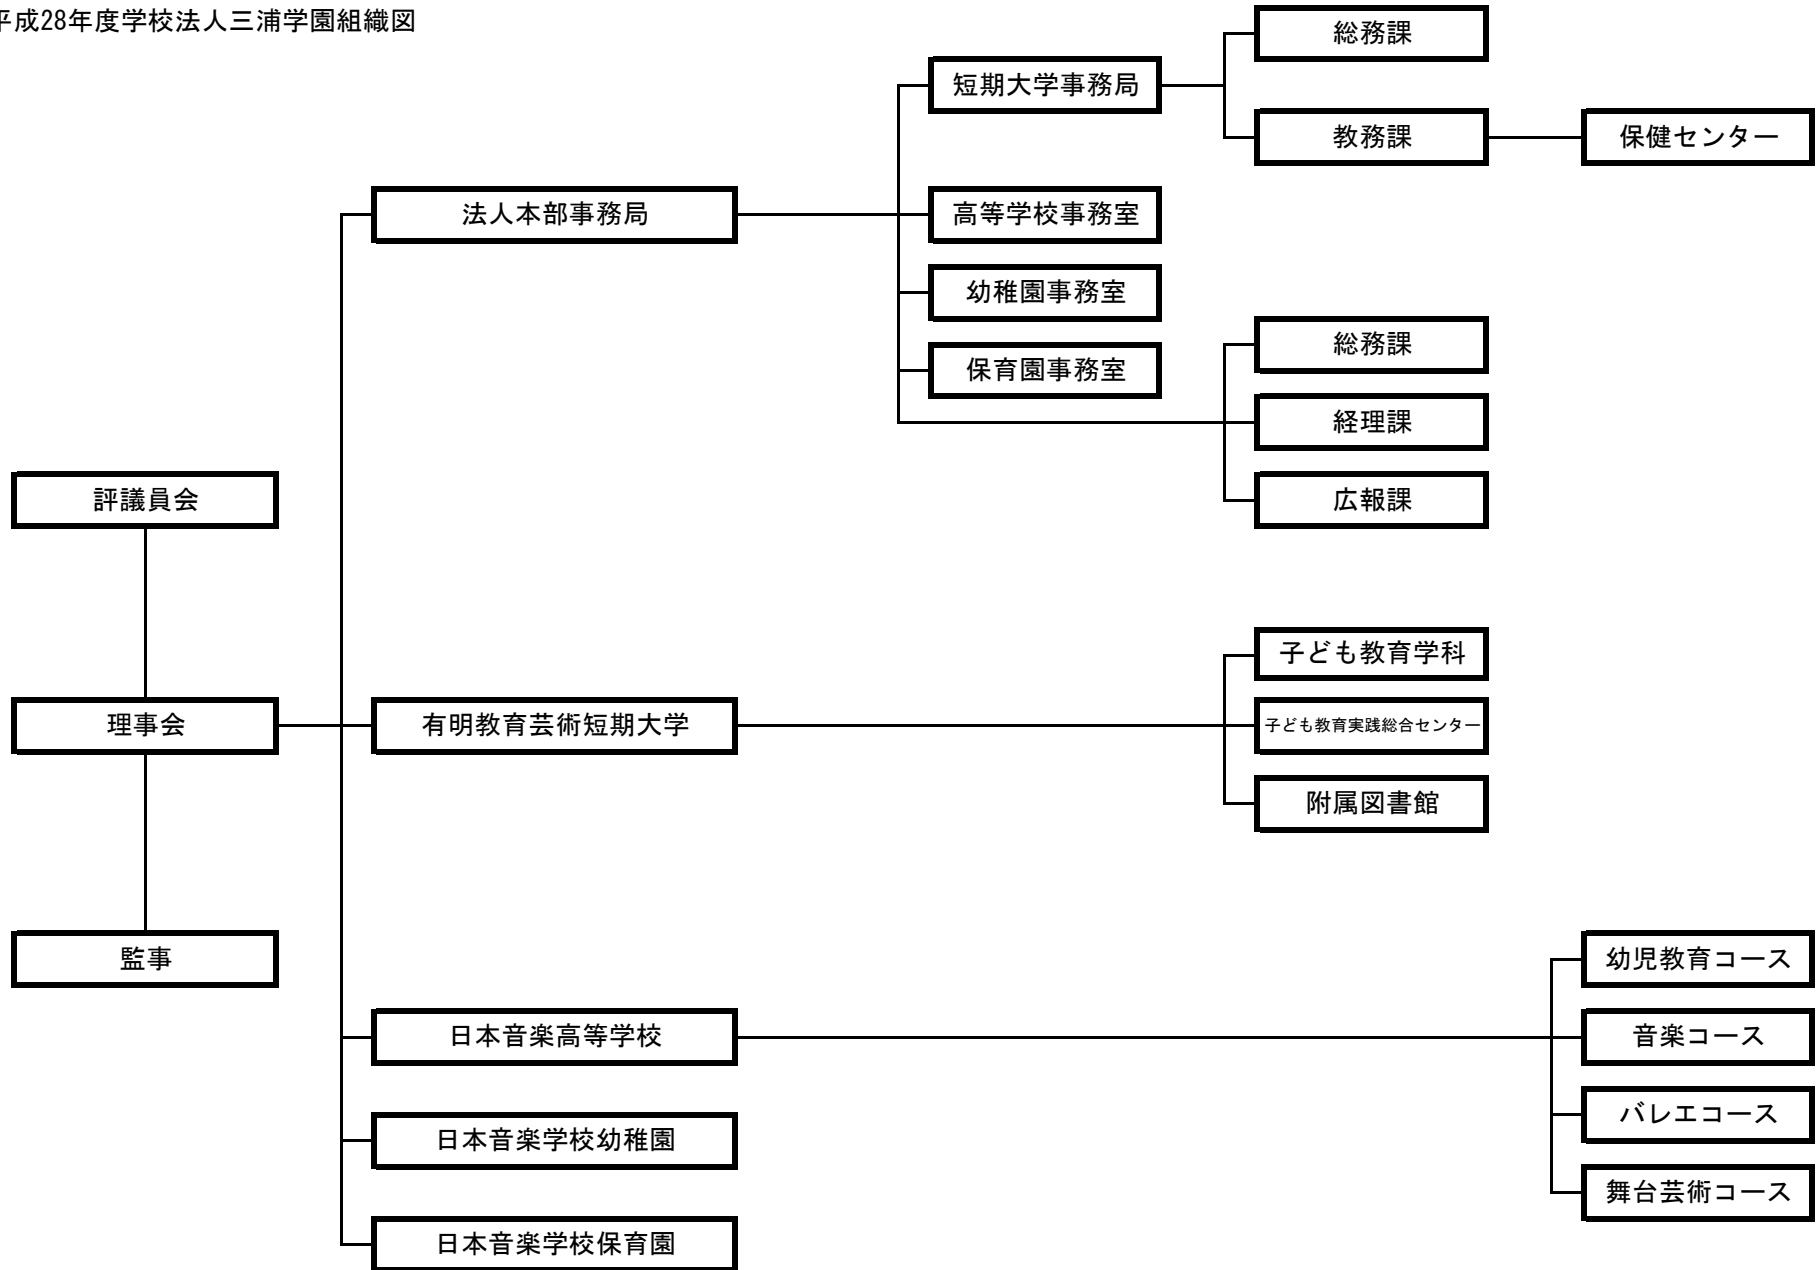 平成28年度学校法人三浦学園組織図
総務課
短期大学事務局
教務課
保健センター
法人本部事務局
高等学校事務室
幼稚園事務室
総務課
保育園事務室
経理課
評議員会
広報課
子ども教育学科
理事会
有明教育芸術短期大学
子ども教育実践総合センター
附属図書館
監事
幼児教育コース
日本音楽高等学校
音楽コース
バレエコース
日本音楽学校幼稚園
舞台芸術コース
日本音楽学校保育園